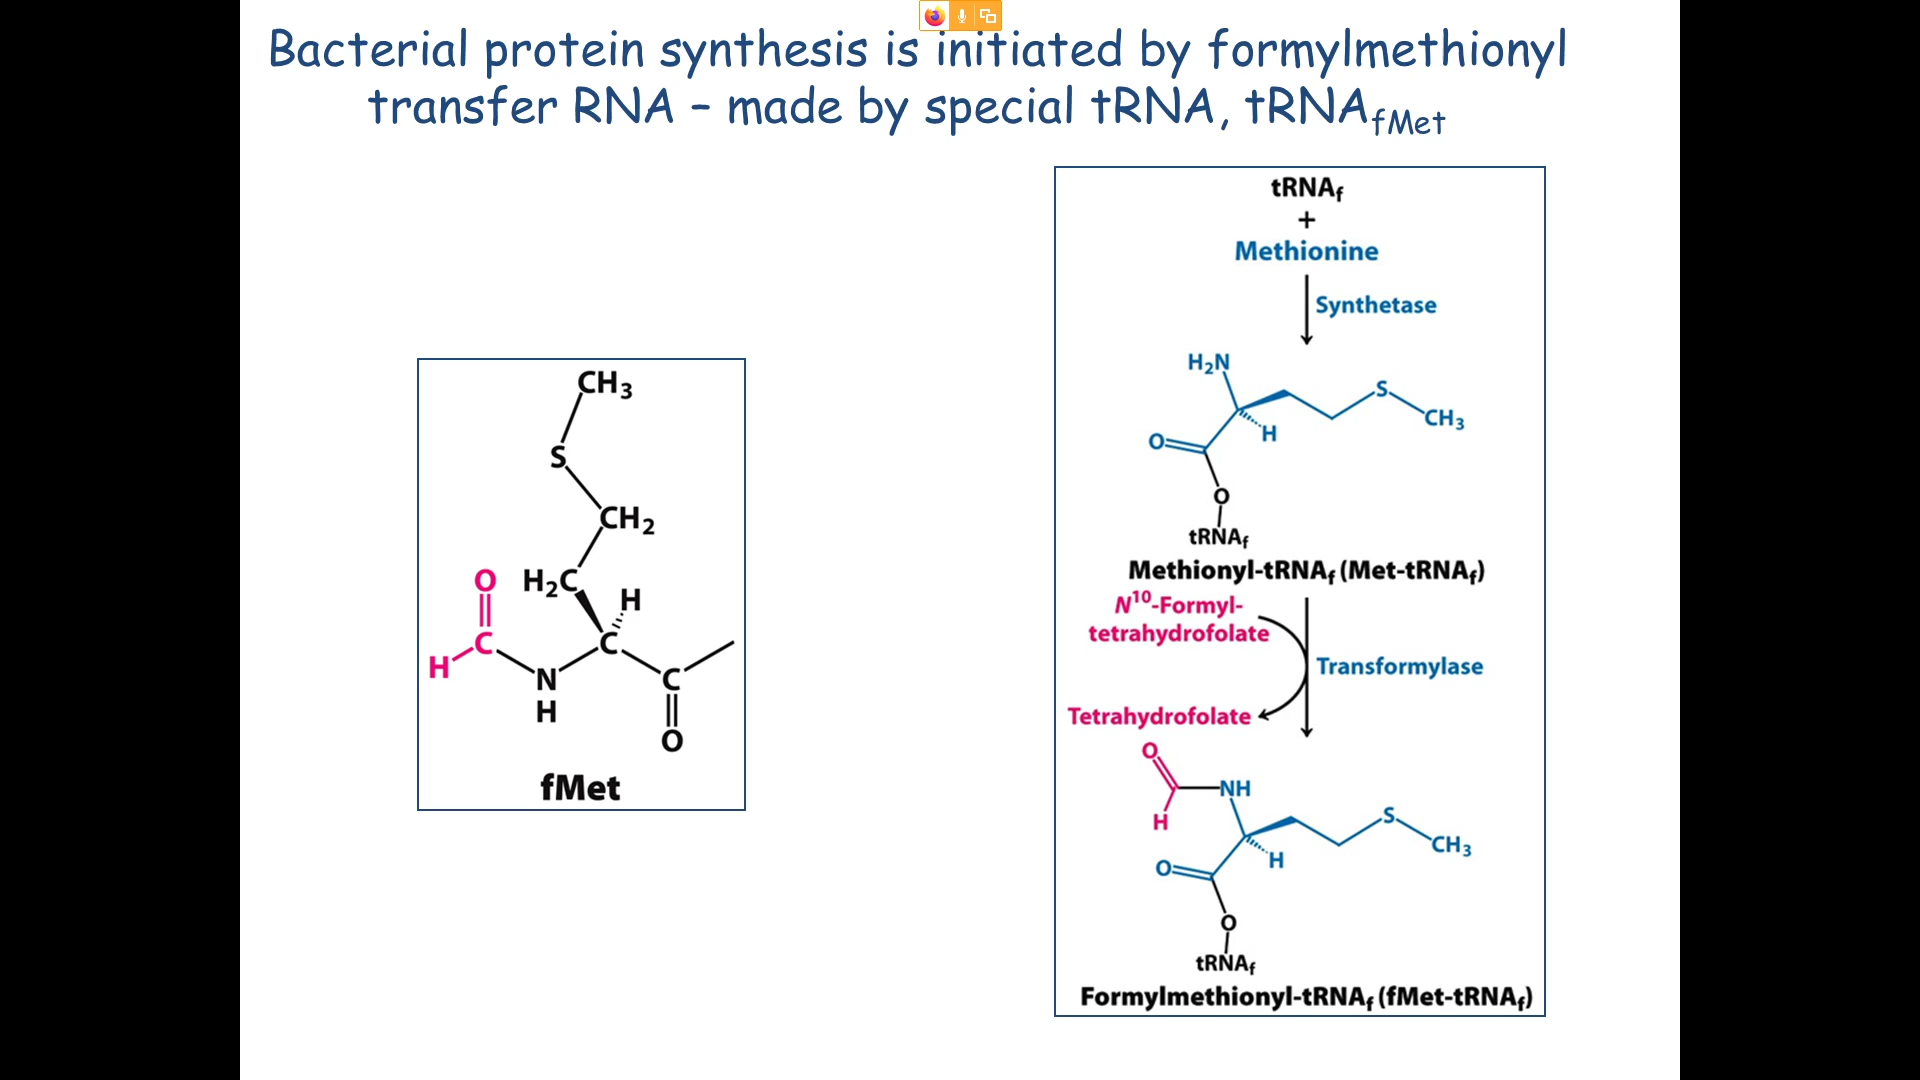 Bacterial protein synthesis is initiated by formylmethionyl
transfer RNA – made by special tRNA, tRNAfMet
CH3
S
CH2
H2C
H
O
C
H
N
H
C
C
O
fMet
tRNAf
+
Methionine
Synthetase
H2N
S
CH3
H
O
O
tRNAf
Methionyl-tRNAf (Met-tRNAf)
N10-Formyl-
tetrahydrofolate
Transformylase
Tetrahydrofolate
O
NH
H
S
CH3
H
O
O
tRNAf
Formylmethionyl-tRNAf (fMet-tRNAf)